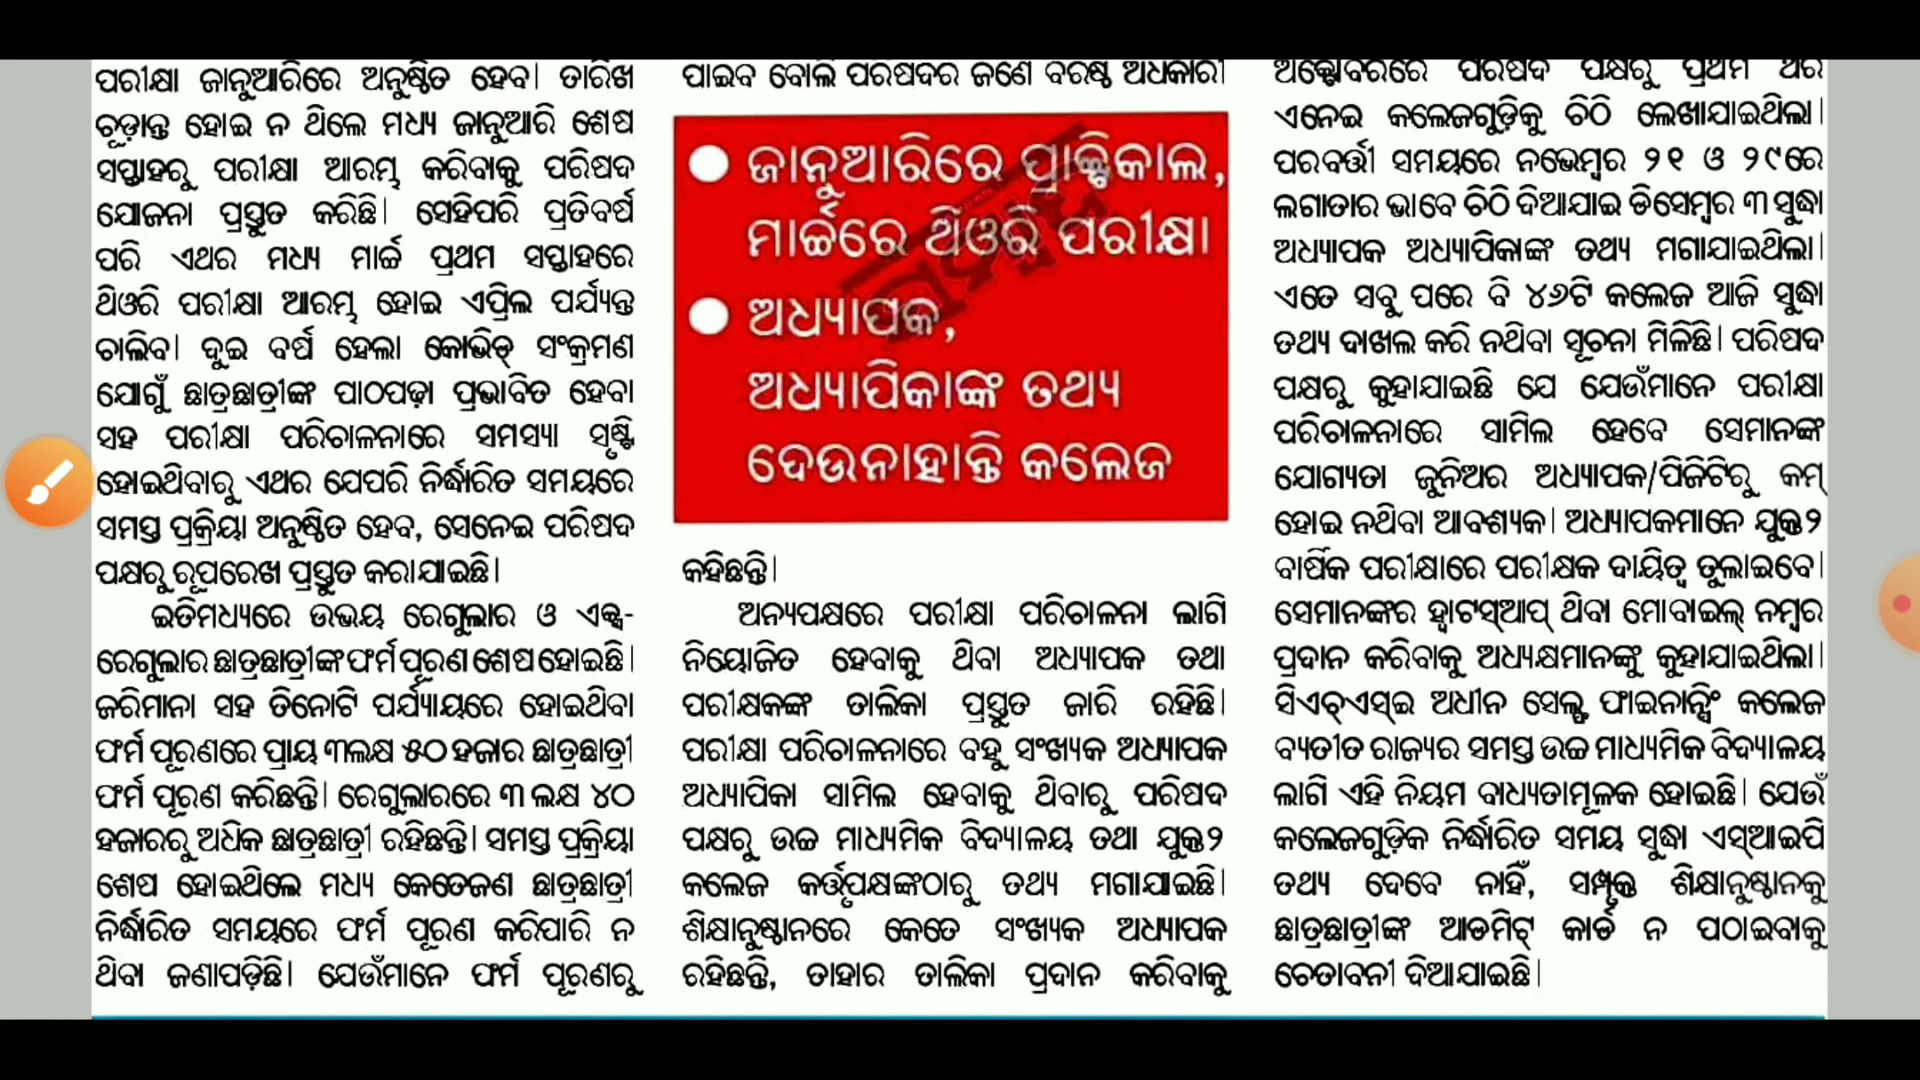 ପରୀକ୍ଷା ଜାନୁଆରିରେ ଅନୁଷ୍ଠିତ ହେବ। ତାରିଖ
ଚୂଡ଼ାନ୍ତ ହୋଇ ନ ଥିଲେ ମଧ୍ୟ ଜାନୁଆରି ଶେଷ
ସପ୍ତାହରୁ ପରୀକ୍ଷା ଆରମ୍ଭ କରିବାକୁ ପରିଷଦ
ଯୋଜନା ପ୍ରସ୍ତୁତ କରିଛି। ସେହିପରି ପ୍ରତିବର୍ଷ
ପରି ଏଥର ମଧ୍ୟ ମାର୍ଚ୍ଚ ପ୍ରଥମ ସପ୍ତାହରେ
ଥିଓରି ପରୀକ୍ଷା ଆରମ୍ଭ ହୋଇ ଏପ୍ରିଲ ପର୍ଯ୍ୟନ୍ତ
ଚାଲିବ। ଦୁଇ ବର୍ଷ ହେଲା କୋଭିଡ୍ ସଂକ୍ରମଣ
ଯୋଗୁଁ ଛାତ୍ରଛାତ୍ରୀଙ୍କ ପାଠପଢ଼ା ପ୍ରଭାବିତ ହେବା
ସହ ପରୀକ୍ଷା ପରିଚାଳନାରେ ସମସ୍ୟା ସୃଷ୍ଟି
ହୋଇଥିବାରୁ ଏଥର ଯେପରି ନିର୍ଦ୍ଧାରିତ ସମୟରେ
ସମସ୍ତ ପ୍ରକ୍ରିୟା ଅନୁଷ୍ଠିତ ହେବ, ସେନେଇ ପରିଷଦ
ପକ୍ଷରୁ ରୂପରେଖ ପ୍ରସ୍ତୁତ କରାଯାଇଛି।
ଇତିମଧ୍ୟରେ ଉଭୟ ରେଗୁଲାର ଓ ଏକ୍ସ-
ରେଗୁଲାର ଛାତ୍ରଛାତ୍ରୀଙ୍କ ଫର୍ମ ପୂରଣ ଶେଷ ହୋଇଛି।
ଜରିମାନା ସହ ତିନୋଟି ପର୍ଯ୍ୟାୟରେ ହୋଇଥିବା
ଫର୍ମ ପୂରଣରେ ପ୍ରାୟ ୩ଲକ୍ଷ ୫୦ ହଜାର ଛାତ୍ରଛାତ୍ରୀ
ଫର୍ମ ପୂରଣ କରିଛନ୍ତି। ରେଗୁଲାରରେ ୩ ଲକ୍ଷ ୪୦
ହଜାରରୁ ଅଧିକ ଛାତ୍ରଛାତ୍ରୀ ରହିଛନ୍ତି। ସମସ୍ତ ପ୍ରକ୍ରିୟା
ଶେଷ ହୋଇଥିଲେ ମଧ୍ୟ କେତେଜଣ ଛାତ୍ରଛାତ୍ରୀ
ନିର୍ଦ୍ଧାରିତ ସମୟରେ ଫର୍ମ ପୂରଣ କରିପାରି ନ
ଥିବା ଜଣାପଡ଼ିଛି। ଯେଉଁମାନେ ଫର୍ମ ପୂରଣରୁ
ପାଇବ ବୋଲି ପରିଷଦର ଜଣେ ବରିଷ୍ଠ ଅଧିକାରୀ
● ଜାନୁଆରିରେ ପ୍ରାକ୍ଟିକାଲ,
ମାର୍ଚ୍ଚରେ ଥିଓରି ପରୀକ୍ଷା
● ଅଧ୍ୟାପକ,
ଅଧ୍ୟାପିକାଙ୍କ ତଥ୍ୟ
ଦେଉନାହାନ୍ତି କଲେଜ
କହିଛନ୍ତି।
ଅନ୍ୟପକ୍ଷରେ ପରୀକ୍ଷା ପରିଚାଳନା ଲାଗି
ନିୟୋଜିତ ହେବାକୁ ଥିବା ଅଧ୍ୟାପକ ତଥା
ପରୀକ୍ଷକଙ୍କ ତାଲିକା ପ୍ରସ୍ତୁତ ଜାରି ରହିଛି।
ପରୀକ୍ଷା ପରିଚାଳନାରେ ବହୁ ସଂଖ୍ୟକ ଅଧ୍ୟାପକ
ଅଧ୍ୟାପିକା ସାମିଲ ହେବାକୁ ଥିବାରୁ ପରିଷଦ
ପକ୍ଷରୁ ଉଚ୍ଚ ମାଧ୍ୟମିକ ବିଦ୍ୟାଳୟ ତଥା ଯୁକ୍ତ୨
କଲେଜ କର୍ତ୍ତୃପକ୍ଷଙ୍କଠାରୁ ତଥ୍ୟ ମଗାଯାଇଛି।
ଶିକ୍ଷାନୁଷ୍ଠାନରେ କେତେ ସଂଖ୍ୟକ ଅଧ୍ୟାପକ
ରହିଛନ୍ତି, ତାହାର ତାଲିକା ପ୍ରଦାନ କରିବାକୁ
ଅକ୍ଟୋବରରେ ପରିଷଦ ପକ୍ଷରୁ ପ୍ରଥମ ଥର
ଏନେଇ କଲେଜଗୁଡ଼ିକୁ ଚିଠି ଲେଖାଯାଇଥିଲା।
ପରବର୍ତ୍ତୀ ସମୟରେ ନଭେମ୍ବର ୨୧ ଓ ୨୯ରେ
ଲଗାତାର ଭାବେ ଚିଠି ଦିଆଯାଇ ଡିସେମ୍ବର ୩ ସୁଦ୍ଧା
ଅଧ୍ୟାପକ ଅଧ୍ୟାପିକାଙ୍କ ତଥ୍ୟ ମଗାଯାଇଥିଲା।
ଏତେ ସବୁ ପରେ ବି ୪୬ଟି କଲେଜ ଆଜି ସୁଦ୍ଧା
ତଥ୍ୟ ଦାଖଲ କରି ନଥିବା ସୂଚନା ମିଳିଛି। ପରିଷଦ
ପକ୍ଷରୁ କୁହାଯାଇଛି ଯେ ଯେଉଁମାନେ ପରୀକ୍ଷା
ପରିଚାଳନାରେ ସାମିଲ ହେବେ ସେମାନଙ୍କ
ଯୋଗ୍ୟତା ଜୁନିଅର ଅଧ୍ୟାପକ/ପିଜିଟିରୁ କମ୍
ହୋଇ ନଥିବା ଆବଶ୍ୟକ। ଅଧ୍ୟାପକମାନେ ଯୁକ୍ତ୨
ବାର୍ଷିକ ପରୀକ୍ଷାରେ ପରୀକ୍ଷକ ଦାୟିତ୍ୱ ତୁଲାଇବେ।
ସେମାନଙ୍କର ହ୍ୱାଟସ୍ଆପ୍ ଥିବା ମୋବାଇଲ୍ ନମ୍ବର
ପ୍ରଦାନ କରିବାକୁ ଅଧ୍ୟକ୍ଷମାନଙ୍କୁ କୁହାଯାଇଥିଲା।
ସିଏଚ୍ଏସ୍ଇ ଅଧୀନ ସେଲ୍ଫ ଫାଇନାନ୍ସିଂ କଲେଜ
ବ୍ୟତୀତ ରାଜ୍ୟର ସମସ୍ତ ଉଚ୍ଚ ମାଧ୍ୟମିକ ବିଦ୍ୟାଳୟ
ଲାଗି ଏହି ନିୟମ ବାଧ୍ୟତାମୂଳକ ହୋଇଛି। ଯେଉଁ
କଲେଜଗୁଡ଼ିକ ନିର୍ଦ୍ଧାରିତ ସମୟ ସୁଦ୍ଧା ଏସ୍ଆଇପି
ତଥ୍ୟ ଦେବେ ନାହିଁ, ସମ୍ପୃକ୍ତ ଶିକ୍ଷାନୁଷ୍ଠାନକୁ
ଛାତ୍ରଛାତ୍ରୀଙ୍କ ଆଡମିଟ୍ କାର୍ଡ ନ ପଠାଇବାକୁ
ଚେତାବନୀ ଦିଆଯାଇଛି।